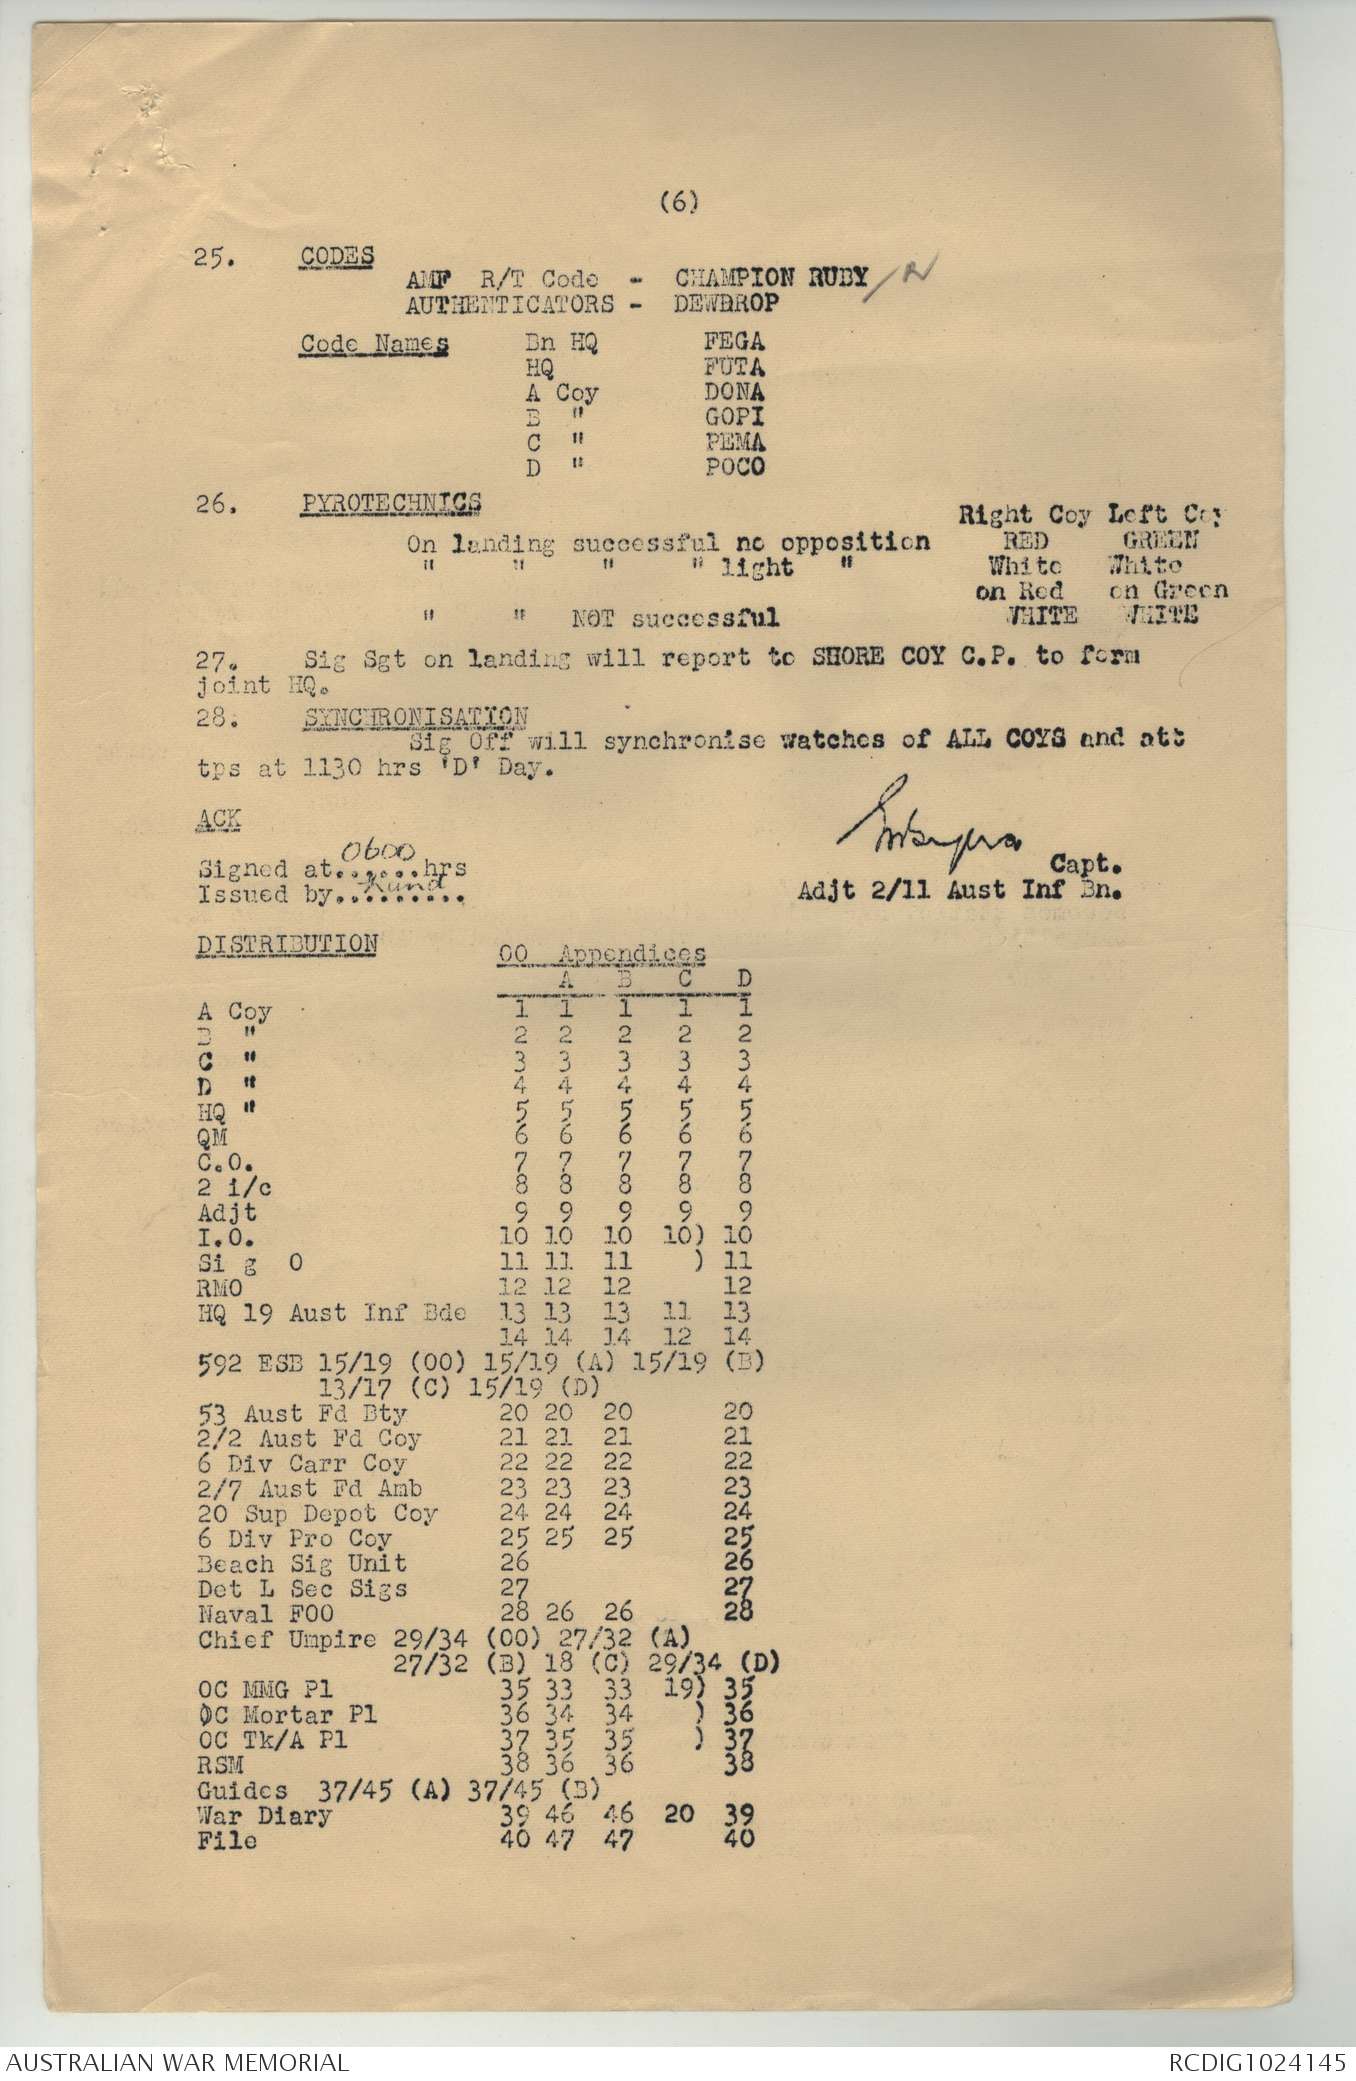 (6)
25. CODES
AMF R/T Code - CHAMPION RUBY
AUTHENTICATORS - DEWDROP
Code Names Bn HQ FEGA
HQ FUTA
A Coy DONA
B " GOPI
C " PEMA
D " POCO
26. PYROTECHNICS
Right Coy Left Coy
On landing successful no opposition RED GREEN
" " " " light " White White
on Red on Green
" " NOT successful WHITE WHITE
27. Sig Sgt on landing will report to SHORE COY C.P. to form
joint HQ.
28. SYNCHRONISATION
Sig Off will synchronise watches of ALL COYS and att
tps at 1130 hrs 'D' Day.
ACK
Signed at 0600 hrs
Issued by Hand
Capt.
Adjt 2/11 Aust Inf Bn.
DISTRIBUTION
OO Appendices
A B C D
A Coy 1 1 1 1 1
B " 2 2 2 2 2
C " 3 3 3 3 3
D " 4 4 4 4 4
HQ " 5 5 5 5 5
QM 6 6 6 6 6
C.O. 7 7 7 7 7
2 i/c 8 8 8 8 8
Adjt 9 9 9 9 9
I.O. 10 10 10 10) 10
Si g O 11 11 11 ) 11
RMO 12 12 12 12
HQ 19 Aust Inf Bde 13 13 13 11 13
14 14 14 12 14
592 ESB 15/19 (OO) 15/19 (A) 15/19 (B)
13/17 (C) 15/19 (D)
53 Aust Fd Bty 20 20 20 20
2/2 Aust Fd Coy 21 21 21 21
6 Div Carr Coy 22 22 22 22
2/7 Aust Fd Amb 23 23 23 23
20 Sup Depot Coy 24 24 24 24
6 Div Pro Coy 25 25 25 25
Beach Sig Unit 26 26
Det L Sec Sigs 27 27
Naval FOO 28 26 26 28
Chief Umpire 29/34 (OO) 27/32 (A)
27/32 (B) 18 (C) 29/34 (D)
OC MMG Pl 35 33 33 19) 35
OC Mortar Pl 36 34 34 ) 36
OC Tk/A Pl 37 35 35 ) 37
RSM 38 36 36 38
Guides 37/45 (A) 37/45 (B)
War Diary 39 46 46 20 39
File 40 47 47 40
AUSTRALIAN WAR MEMORIAL RCDIG1024145